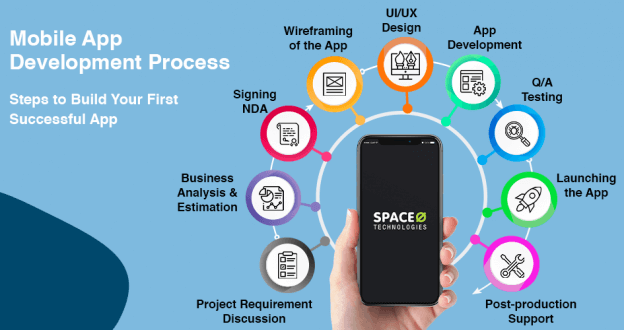 Mobile App
Development Process
Steps to Build Your First
Successful App
Project Requirement
Discussion
Business
Analysis &
Estimation
Signing
NDA
Wireframing
of the App
UI/UX
Design
App
Development
Q/A
Testing
Launching
the App
Post-production
Support
SPACEO
TECHNOLOGIES